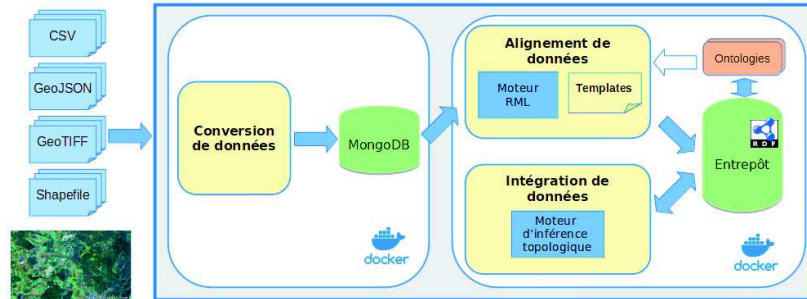 CSV
GeoJSON
GeoTIFF
Shapefile
Conversion
de données
MongoDB
docker
Alignement de
données
Moteur
RML
Templates
Ontologies
RDF
Entrepôt
Intégration de
données
Moteur
d'inférence
topologique
docker